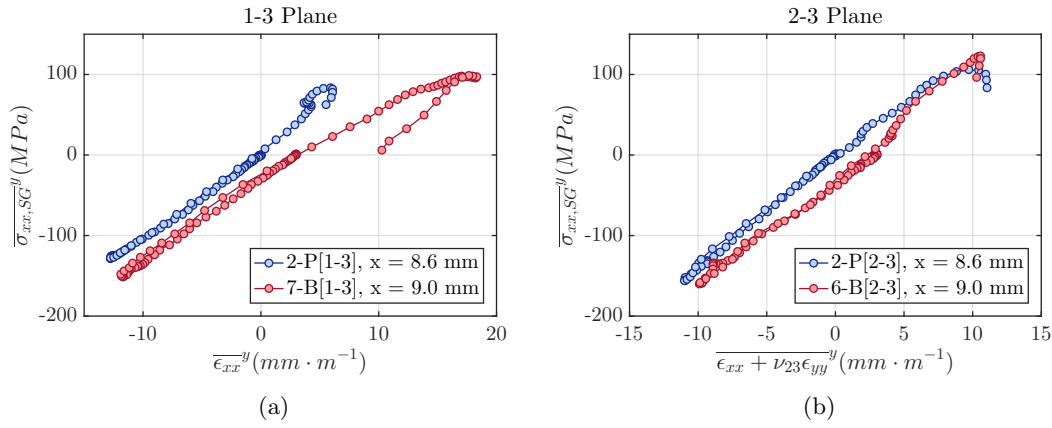 1-3 Plane
100
0
-100
-200
-10
0
10
20
$\overline{\sigma_{xx,SG}}^{y}(MPa)$
$\overline{\epsilon_{xx}}^{y}(mm \cdot m^{-1})$
2-P[1-3], x = 8.6 mm
7-B[1-3], x = 9.0 mm
(a)
2-3 Plane
100
0
-100
-200
-15
-10
-5
0
5
10
15
$\overline{\sigma_{xx,SG}}^{y}(MPa)$
$\overline{\epsilon_{xx} + \nu_{23}\epsilon_{yy}}^{y}(mm \cdot m^{-1})$
2-P[2-3], x = 8.6 mm
6-B[2-3], x = 9.0 mm
(b)